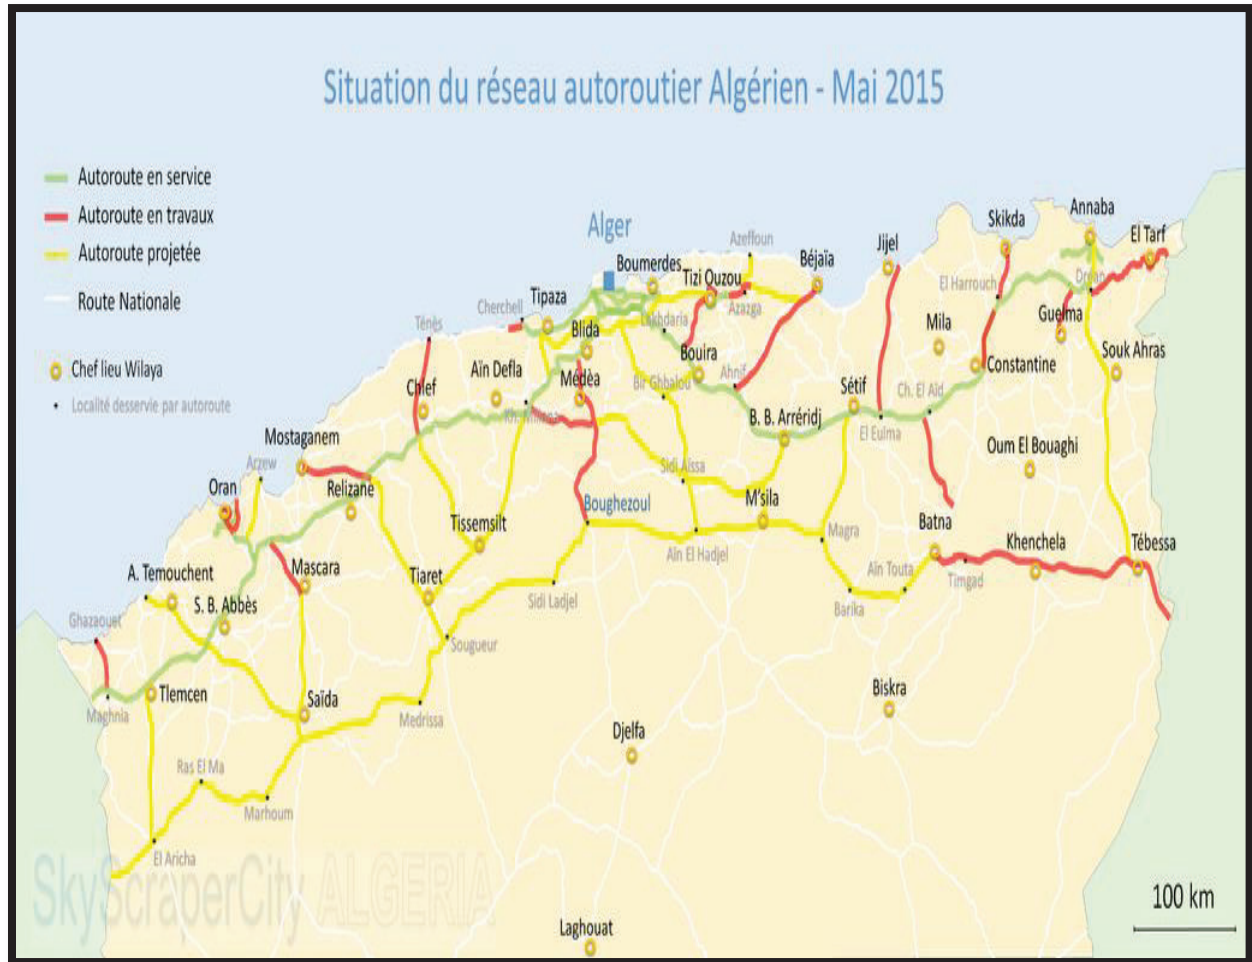 Situation du réseau autoroutier Algérien - Mai 2015
Autoroute en service
Autoroute en travaux
Autoroute projetée
Route Nationale
Chef lieu Wilaya
Localité desservie par autoroute
Alger
Annaba
Skikda
El Tarf
Jijel
Azeffoun
Béjaïa
Boumerdes
Tizi Ouzou
El Harrouch
Drean
Tipaza
Cherchell
Azazga
Lakhdaria
Guelma
Ténès
Blida
Mila
Souk Ahras
Bouira
Constantine
Aïn Defla
Médéa
Bir Ghbalou
Ahnif
Chlef
Sétif
Ch. El Aid
Kh. Miliana
B. B. Arréridj
El Eulma
Mostaganem
Oum El Bouaghi
Arzew
Sidi Aïssa
Oran
Relizane
Boughezoul
M'sila
Tissemsilt
Batna
Magra
Khenchela
Tébessa
Aïn El Hadjel
A. Temouchent
Mascara
Tiaret
Aïn Touta
Timgad
S. B. Abbès
Sidi Ladjel
Barika
Ghazaouet
Sougueur
Tlemcen
Saïda
Biskra
Maghnia
Medrissa
Djelfa
Ras El Ma
Marhoum
El Aricha
SkyScraperCity ALGERIA
100 km
Laghouat